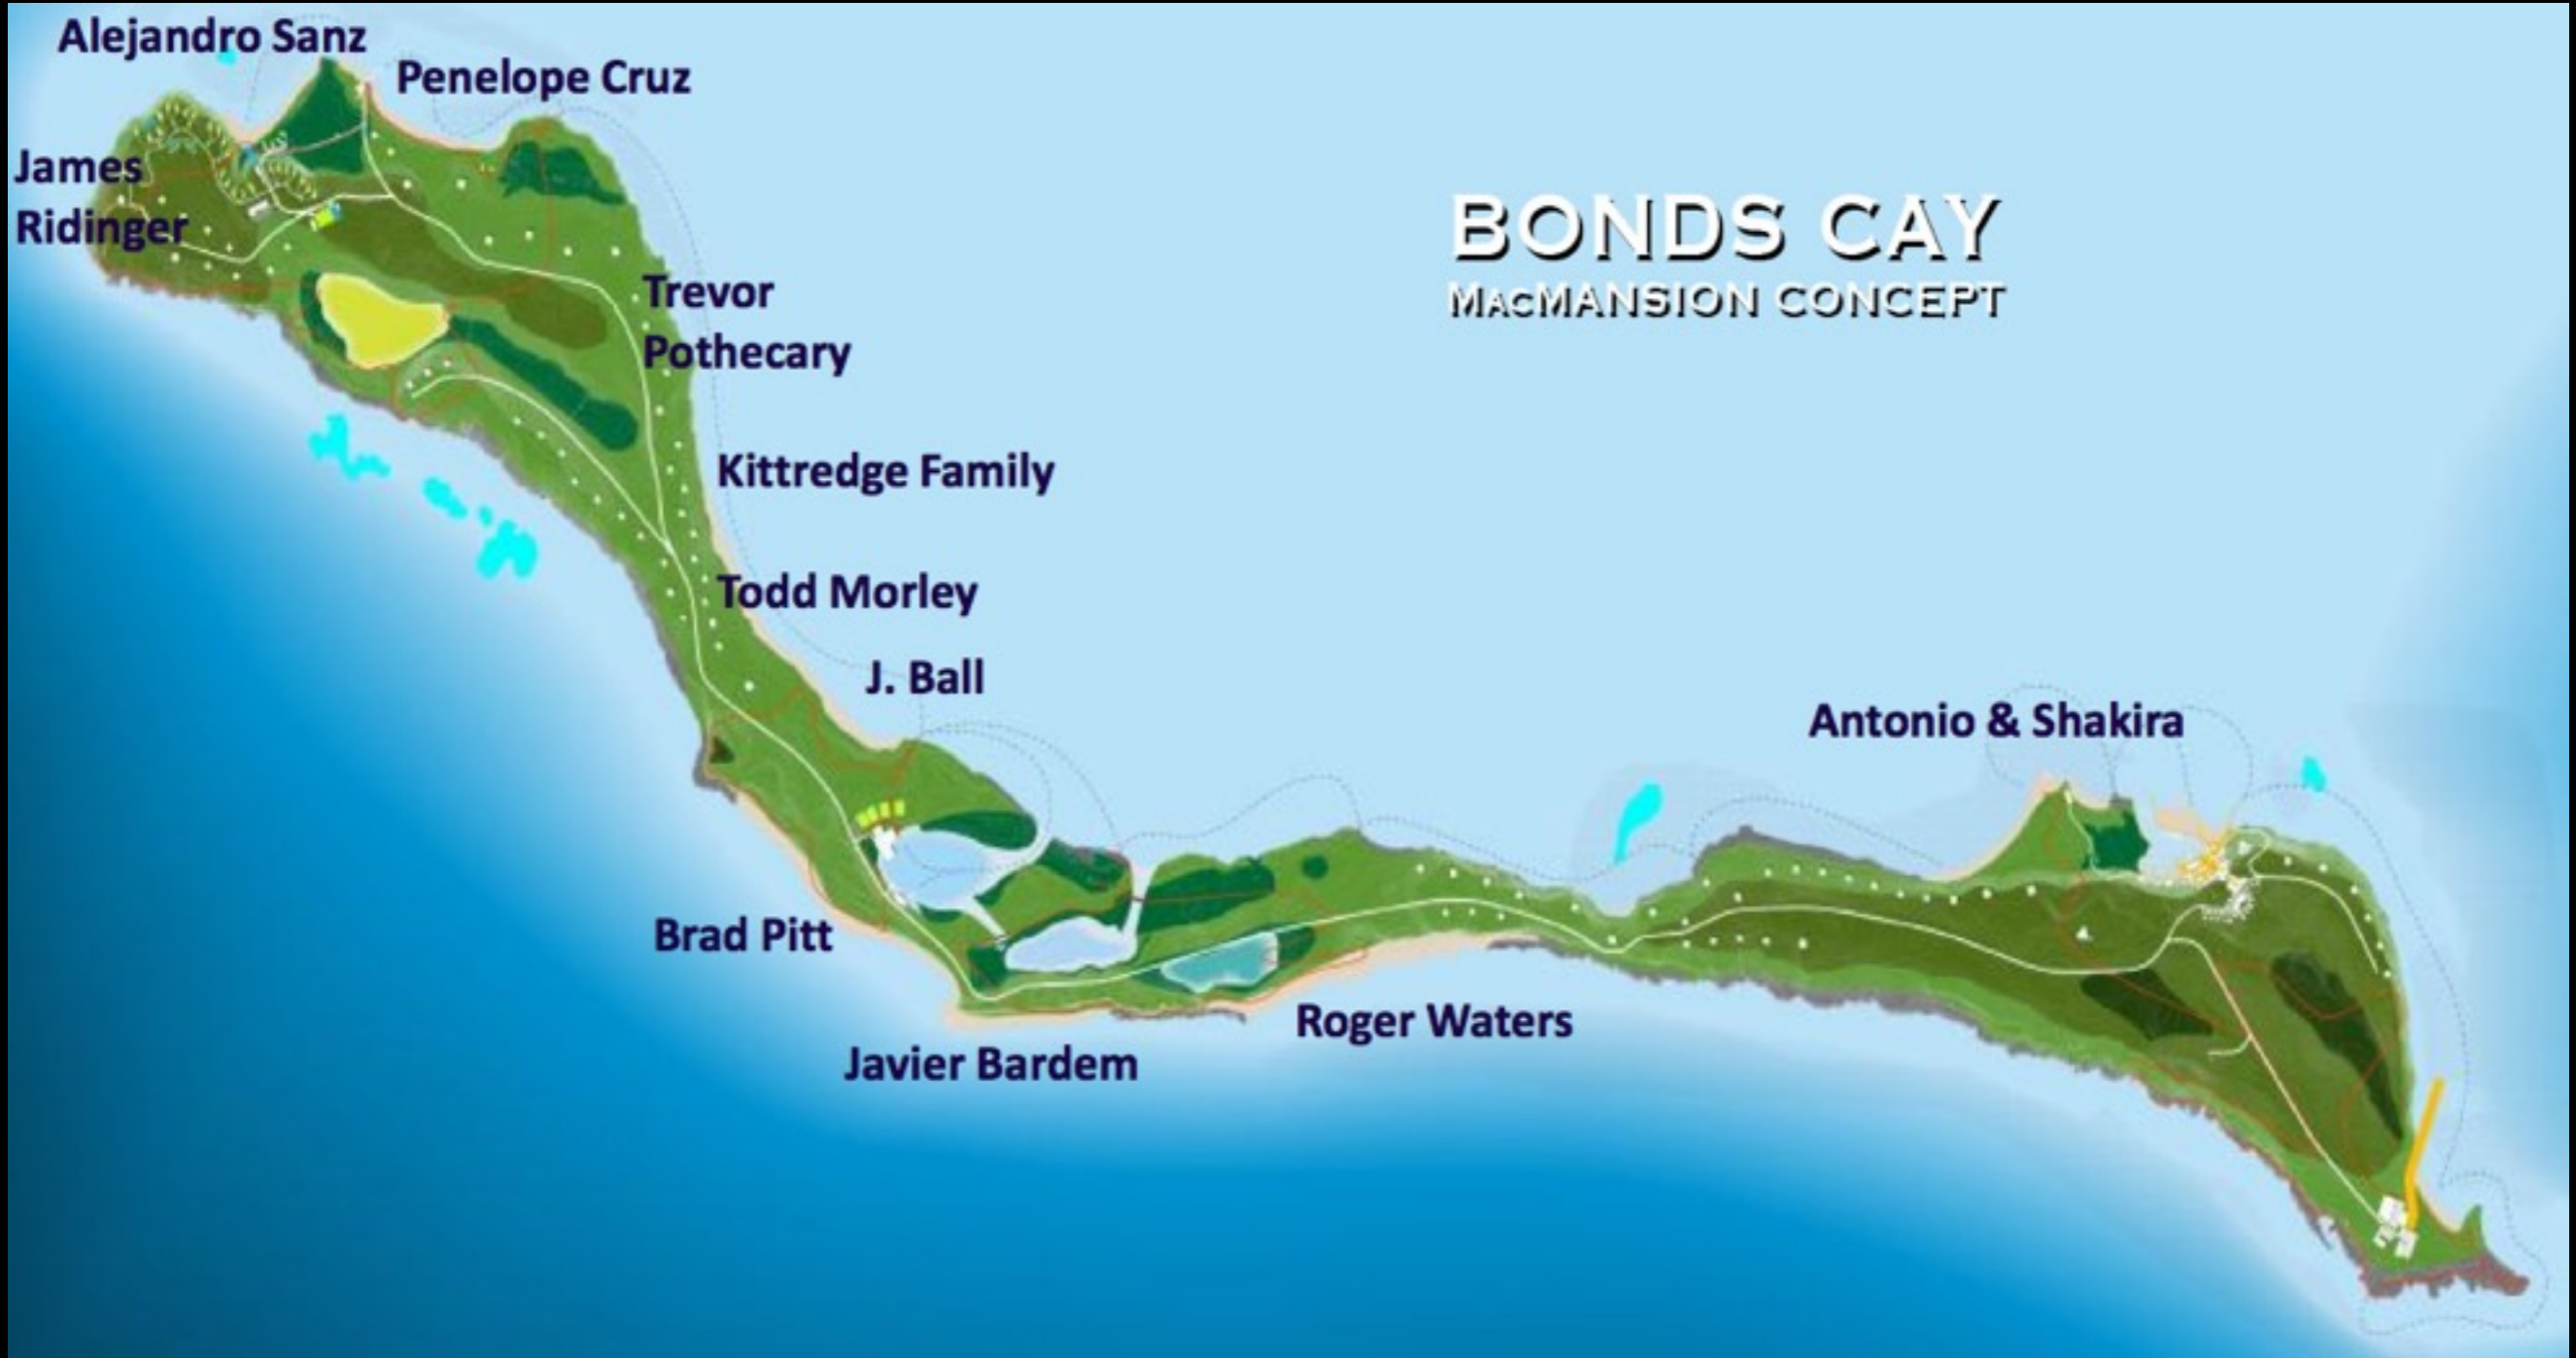 Alejandro Sanz
Penelope Cruz
James
Ridinger
BONDS CAY
MACMANSION CONCEPT
Trevor
Pothecary
Kittredge Family
Todd Morley
J. Ball
Antonio & Shakira
Brad Pitt
Roger Waters
Javier Bardem